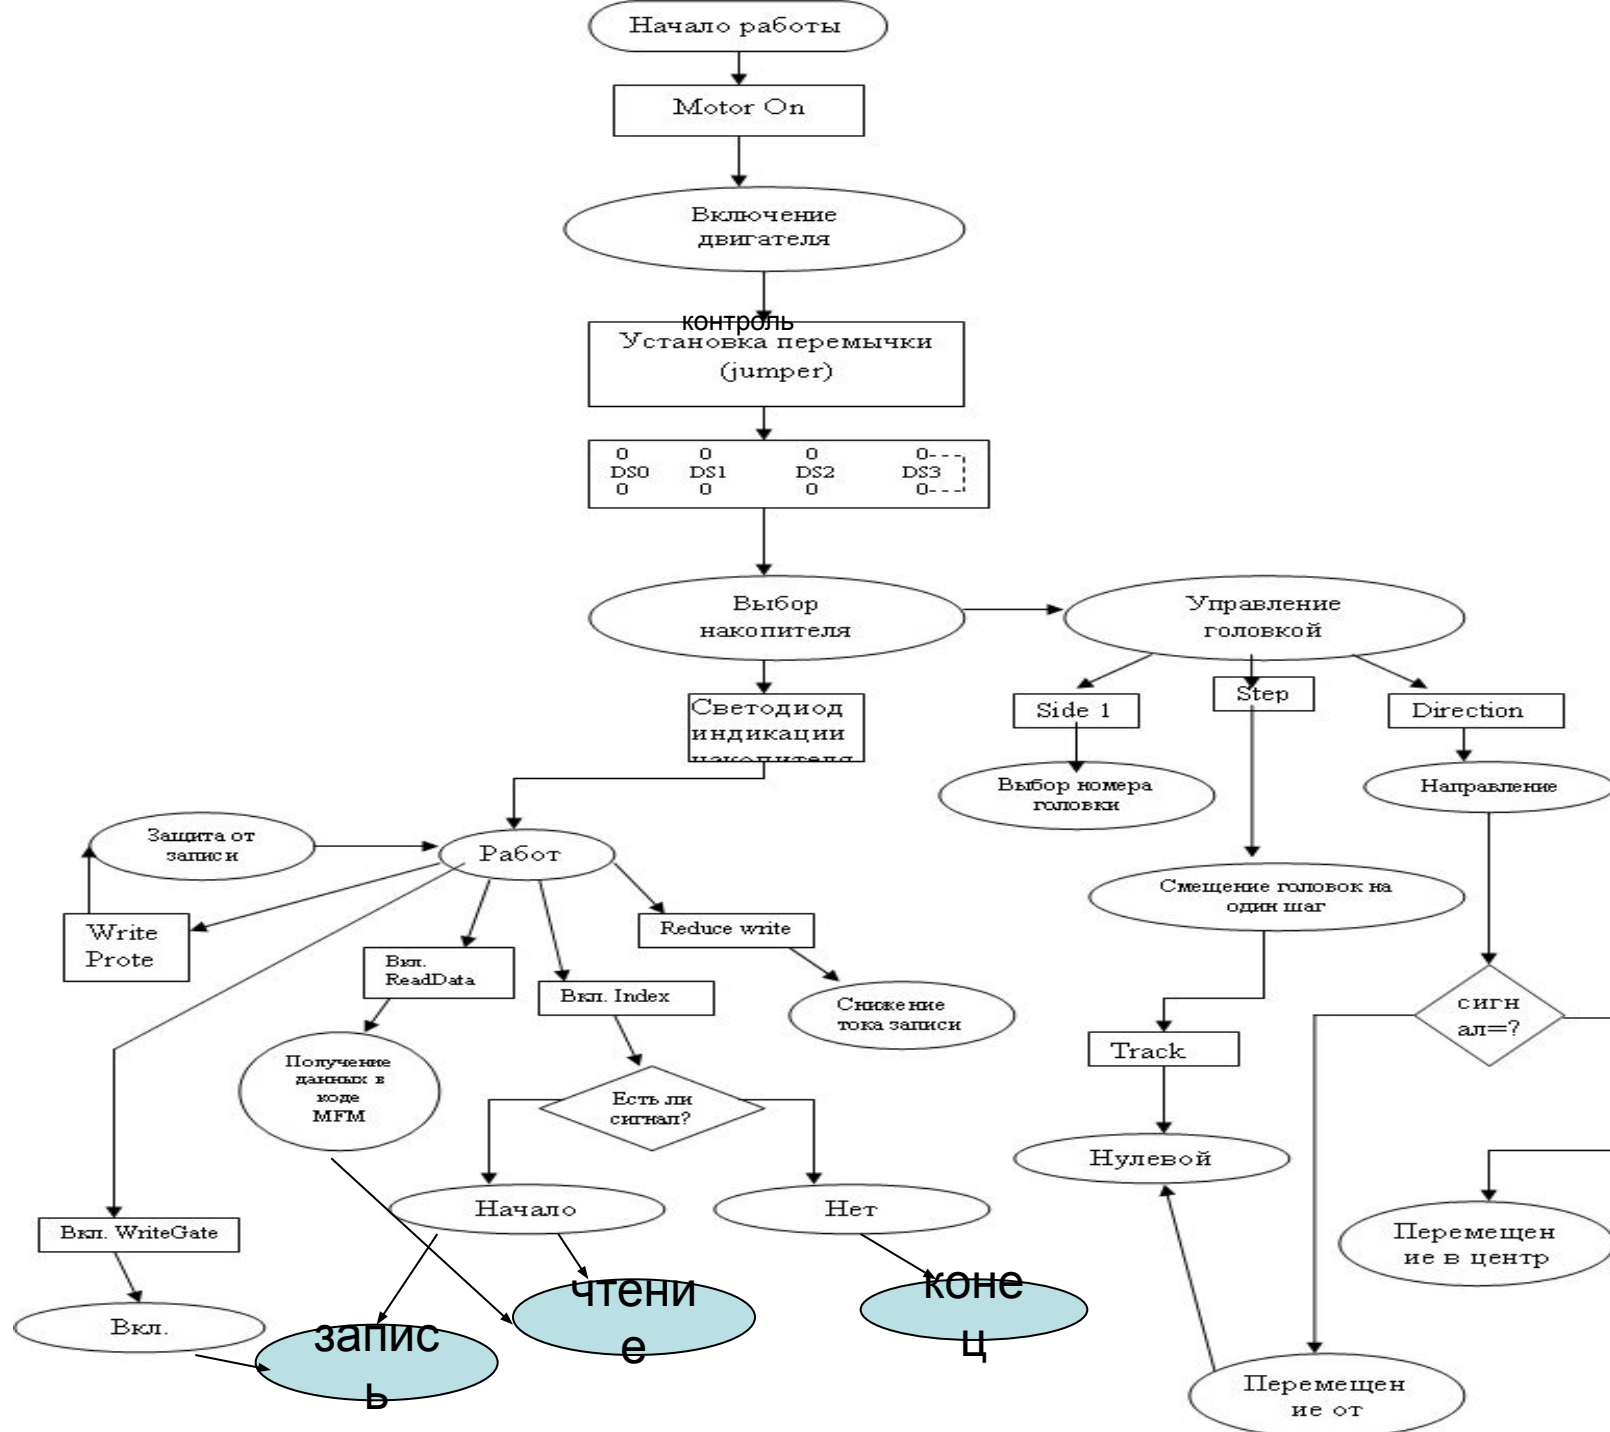 Начало работы
Motor On
Включение
двигателя
контроль
Установка перемычки
(jumper)
0 0 0 0
DS0 DS1 DS2 DS3
0 0 0 0
Выбор
накопителя
Управление
головкой
Светодиод
индикации
накопителя
Side 1
Step
Direction
Выбор номера
головки
Направление
Защита от
записи
Работ
Смещение головок на
один шаг
Write
Prote
Reduce write
Вкл.
ReadData
Вкл. Index
Снижение
тока записи
сигн
ал=?
Track
Получение
данных в
коде
MFM
Есть ли
сигнал?
Нулевой
Начало
Нет
Вкл. WriteGate
Перемещен
ие в центр
Вкл.
запис
ь
чтени
е
коне
ц
Перемещен
ие от